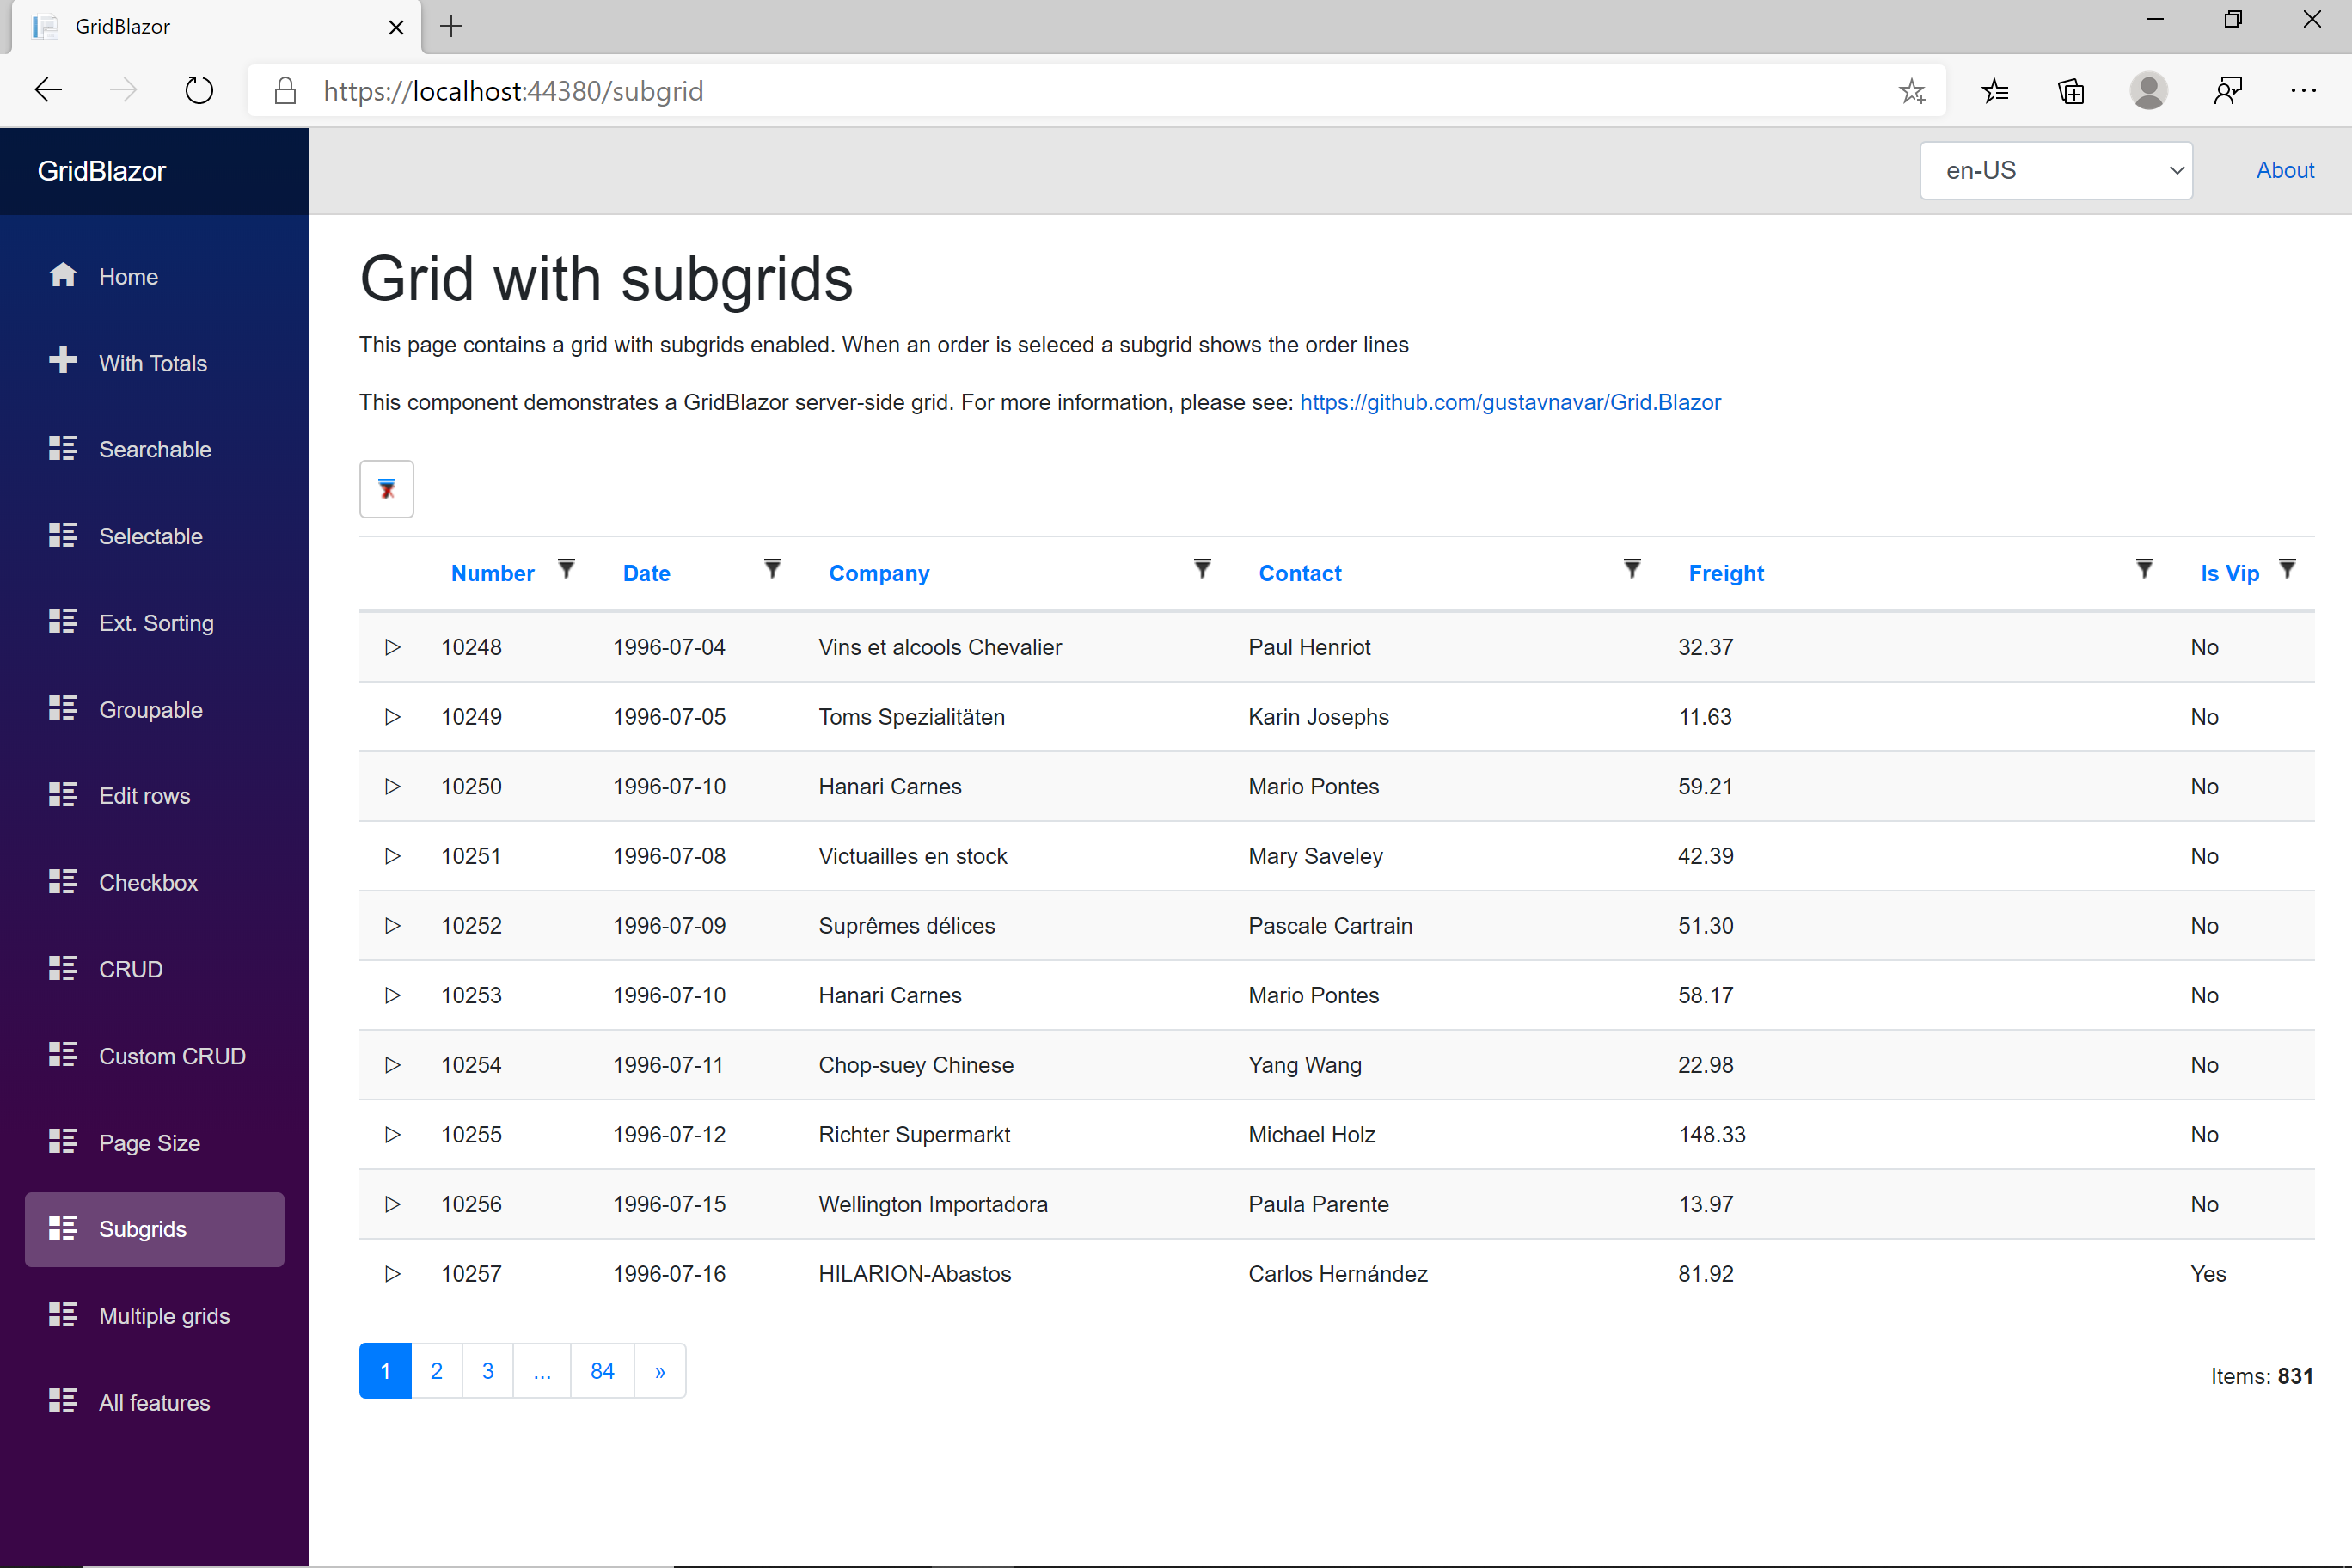 GridBlazor
https://localhost:44380/subgrid
GridBlazor
en-US
About
Home
With Totals
Searchable
Selectable
Ext. Sorting
Groupable
Edit rows
Checkbox
CRUD
Custom CRUD
Page Size
Subgrids
Multiple grids
All features
Grid with subgrids
This page contains a grid with subgrids enabled. When an order is seleced a subgrid shows the order lines
This component demonstrates a GridBlazor server-side grid. For more information, please see: https://github.com/gustavnavar/Grid.Blazor
Number Date Company Contact Freight Is Vip
10248 1996-07-04 Vins et alcools Chevalier Paul Henriot 32.37 No
10249 1996-07-05 Toms Spezialitäten Karin Josephs 11.63 No
10250 1996-07-10 Hanari Carnes Mario Pontes 59.21 No
10251 1996-07-08 Victuailles en stock Mary Saveley 42.39 No
10252 1996-07-09 Suprêmes délices Pascale Cartrain 51.30 No
10253 1996-07-10 Hanari Carnes Mario Pontes 58.17 No
10254 1996-07-11 Chop-suey Chinese Yang Wang 22.98 No
10255 1996-07-12 Richter Supermarkt Michael Holz 148.33 No
10256 1996-07-15 Wellington Importadora Paula Parente 13.97 No
10257 1996-07-16 HILARION-Abastos Carlos Hernández 81.92 Yes
1 2 3 ... 84 »
Items: 831